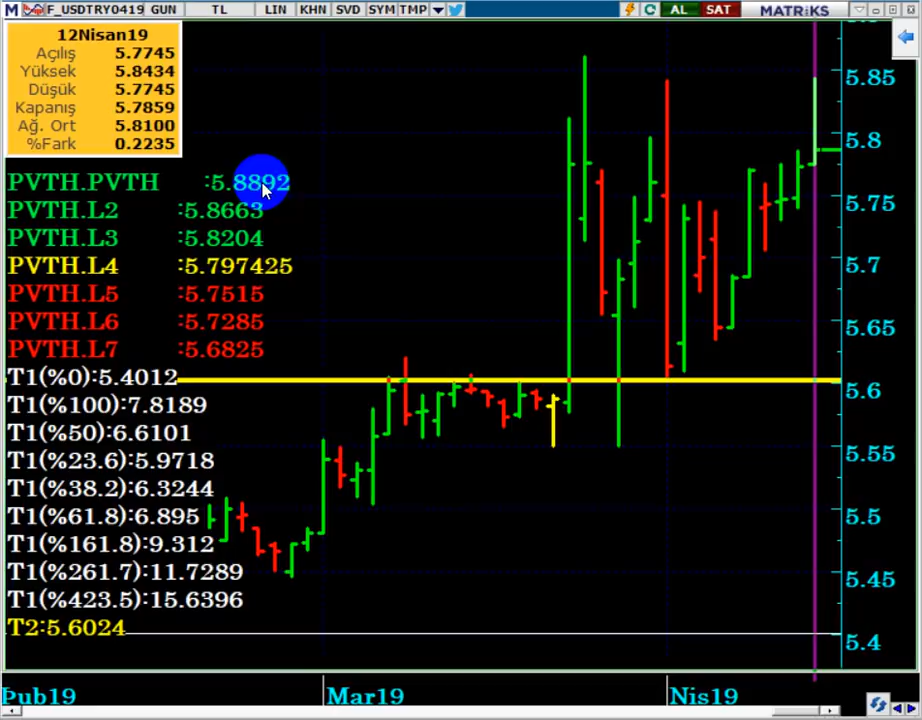 M F_USDTRY0419 GUN TL LIN KHN SVD SYM TMP AL SAT MATRiKS
12Nisan19
Açılış 5.7745
Yüksek 5.8434
Düşük 5.7745
Kapanış 5.7859
Ağ. Ort 5.8100
%Fark 0.2235
PVTH.PVTH :5.8892
PVTH.L2 :5.8663
PVTH.L3 :5.8204
PVTH.L4 :5.797425
PVTH.L5 :5.7515
PVTH.L6 :5.7285
PVTH.L7 :5.6825
T1(%0):5.4012
T1(%100):7.8189
T1(%50):6.6101
T1(%23.6):5.9718
T1(%38.2):6.3244
T1(%61.8):6.895
T1(%161.8):9.312
T1(%261.7):11.7289
T1(%423.5):15.6396
T2:5.6024
5.85
5.8
5.75
5.7
5.65
5.6
5.55
5.5
5.45
5.4
Þub19 Mar19 Nis19